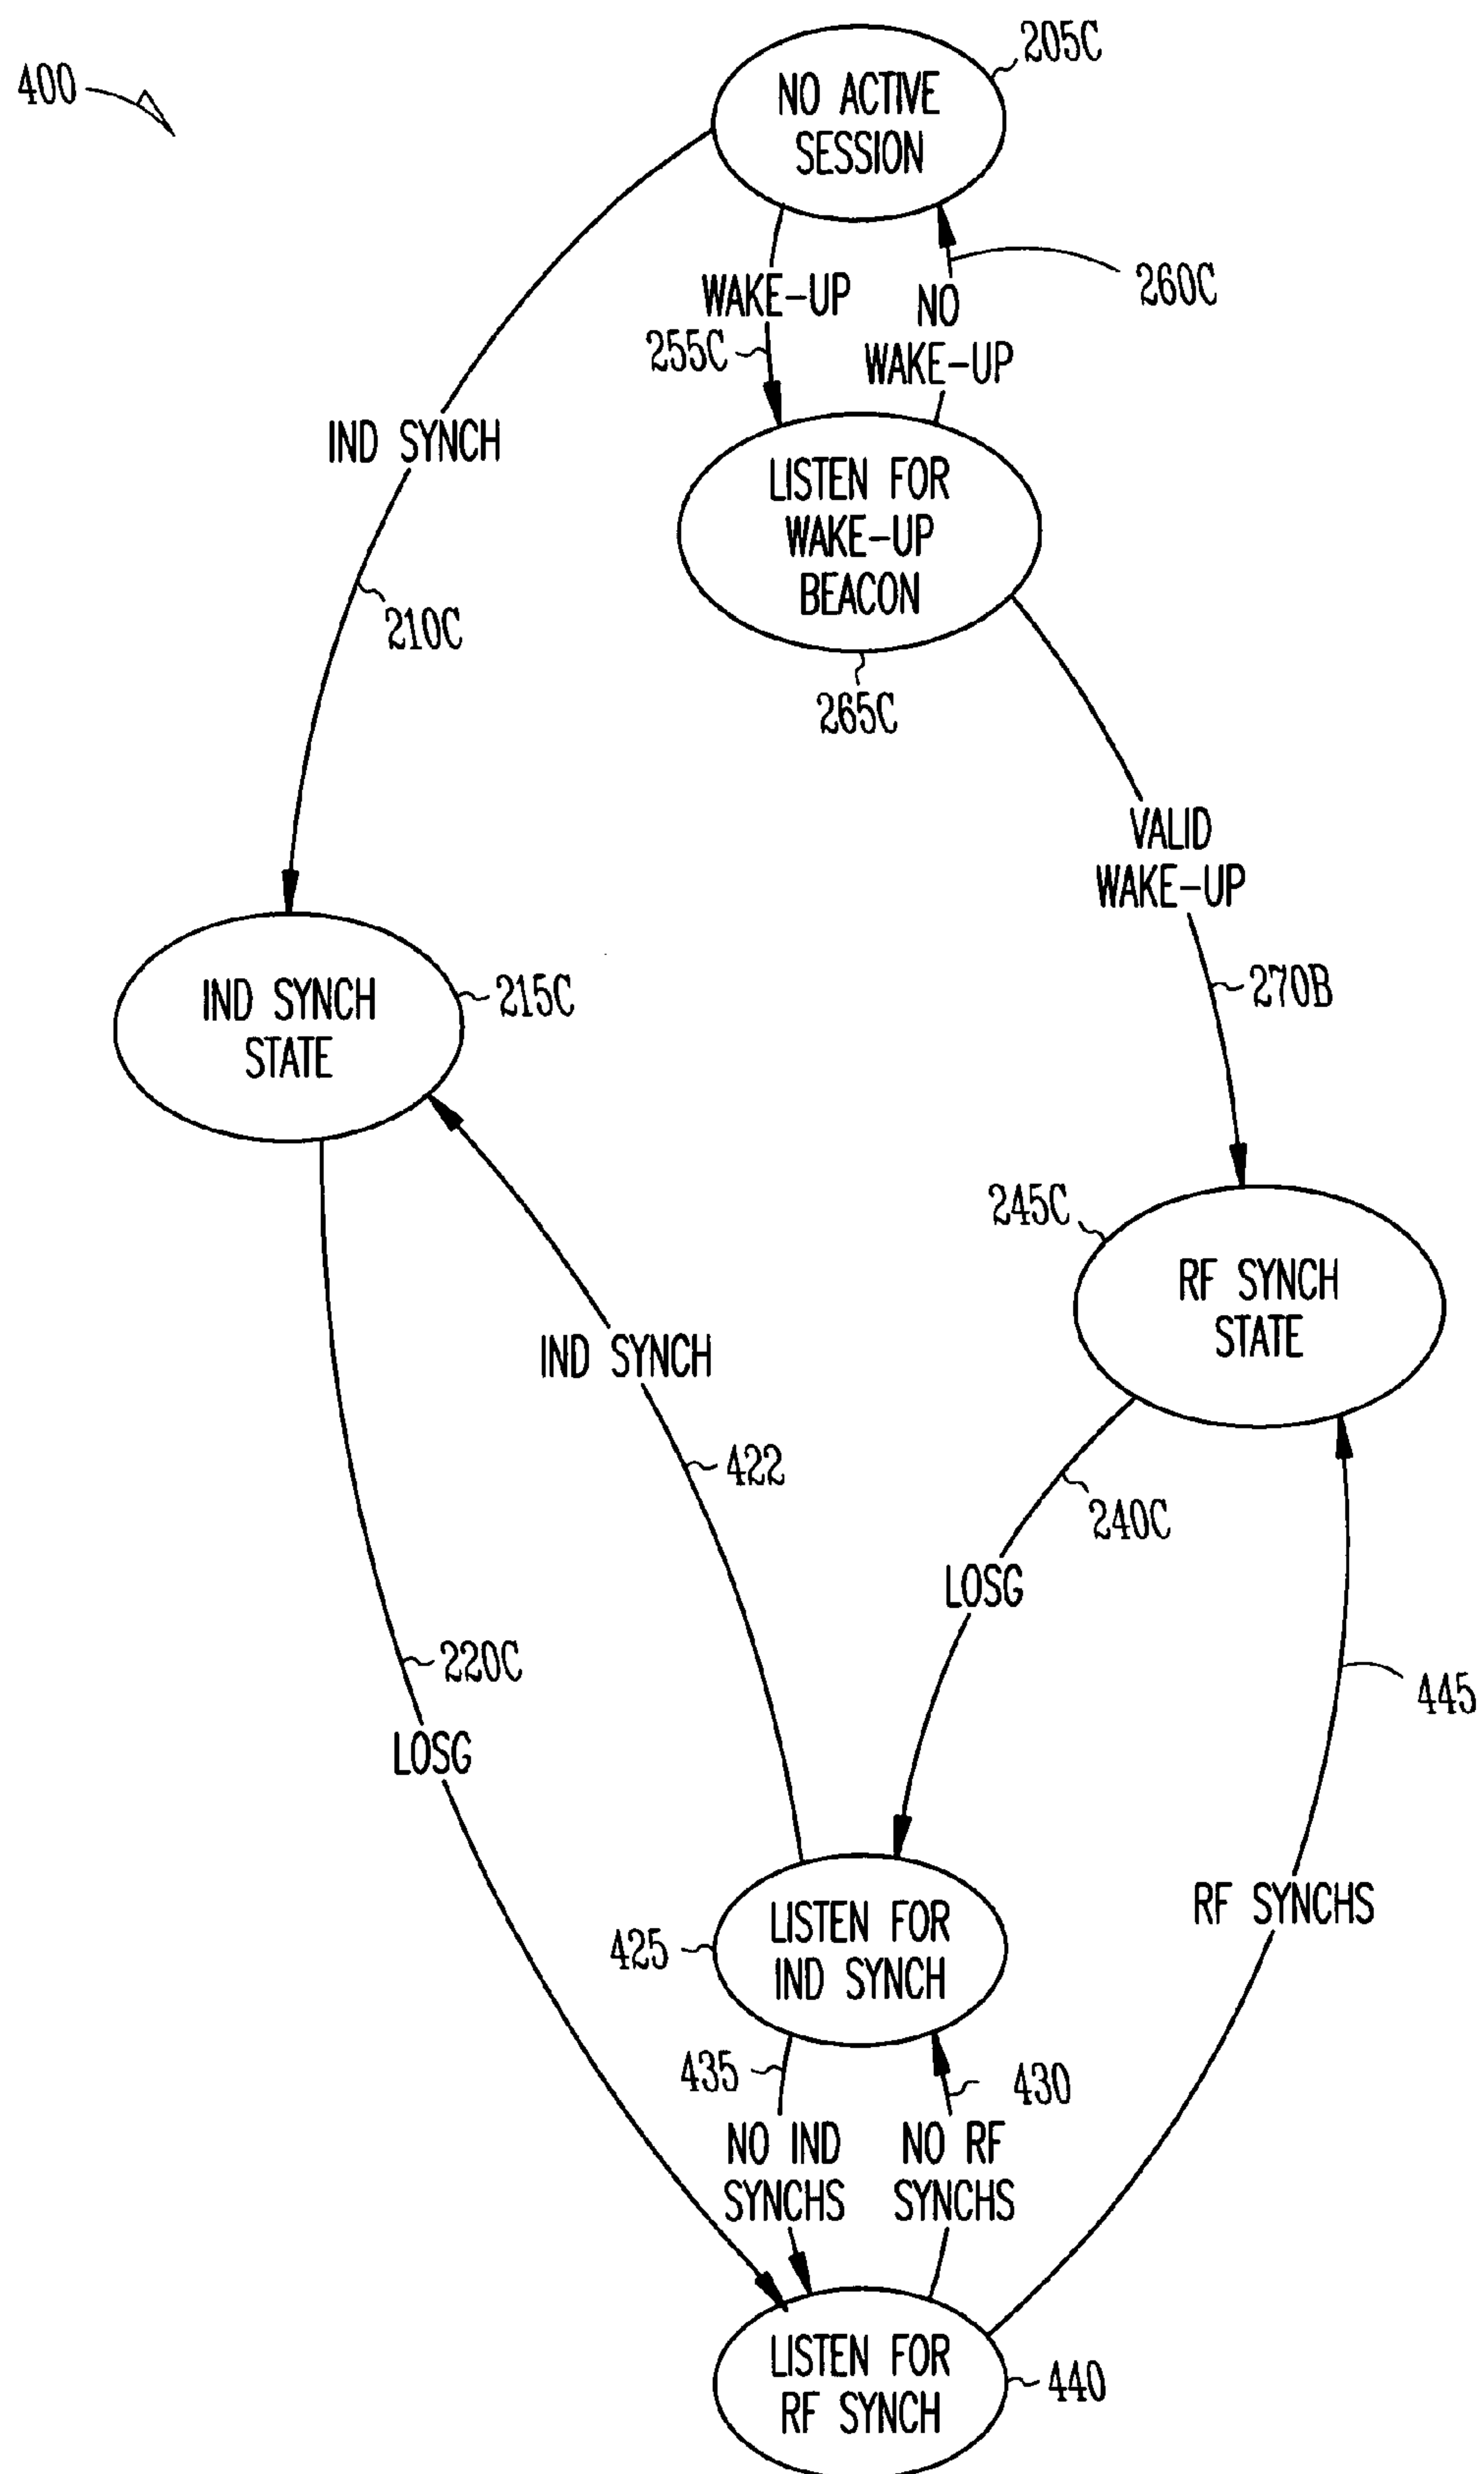 400
205C
NO ACTIVE
SESSION
WAKE-UP
255C
NO
WAKE-UP
260C
IND SYNCH
210C
LISTEN FOR
WAKE-UP
BEACON
265C
VALID
WAKE-UP
270B
IND SYNCH
STATE
215C
245C
RF SYNCH
STATE
IND SYNCH
422
240C
LOSG
220C
LOSG
445
RF SYNCHS
425
LISTEN FOR
IND SYNCH
435
430
NO IND
SYNCHS
NO RF
SYNCHS
LISTEN FOR
RF SYNCH
440